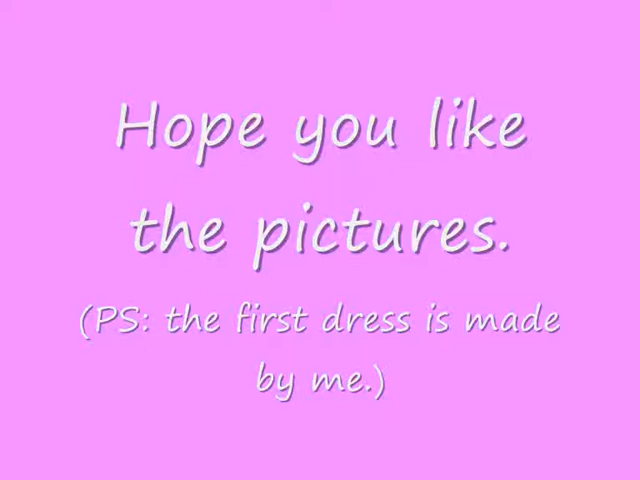 Hope you like
the pictures.
(PS: the first dress is made
by me.)